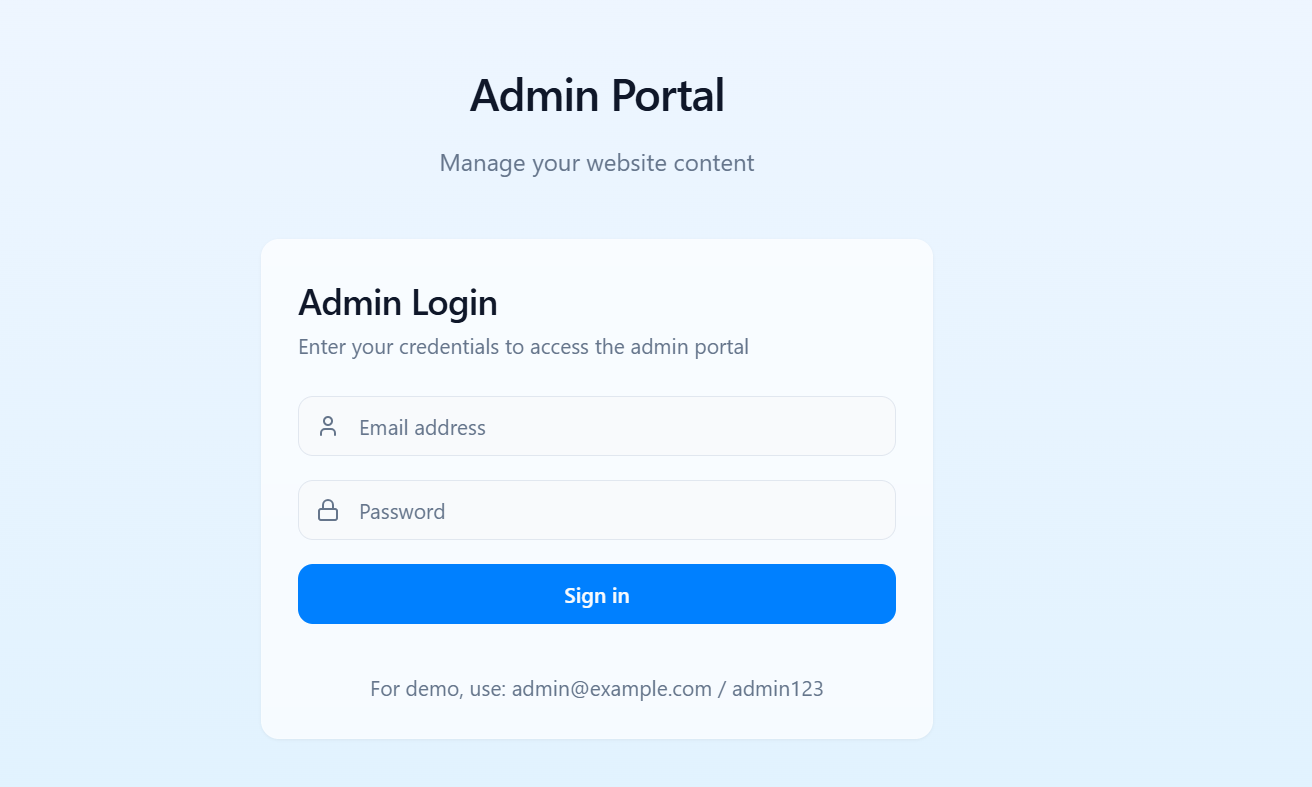 Admin Portal
Manage your website content
Admin Login
Enter your credentials to access the admin portal
Email address
Password
Sign in
For demo, use: admin@example.com / admin123